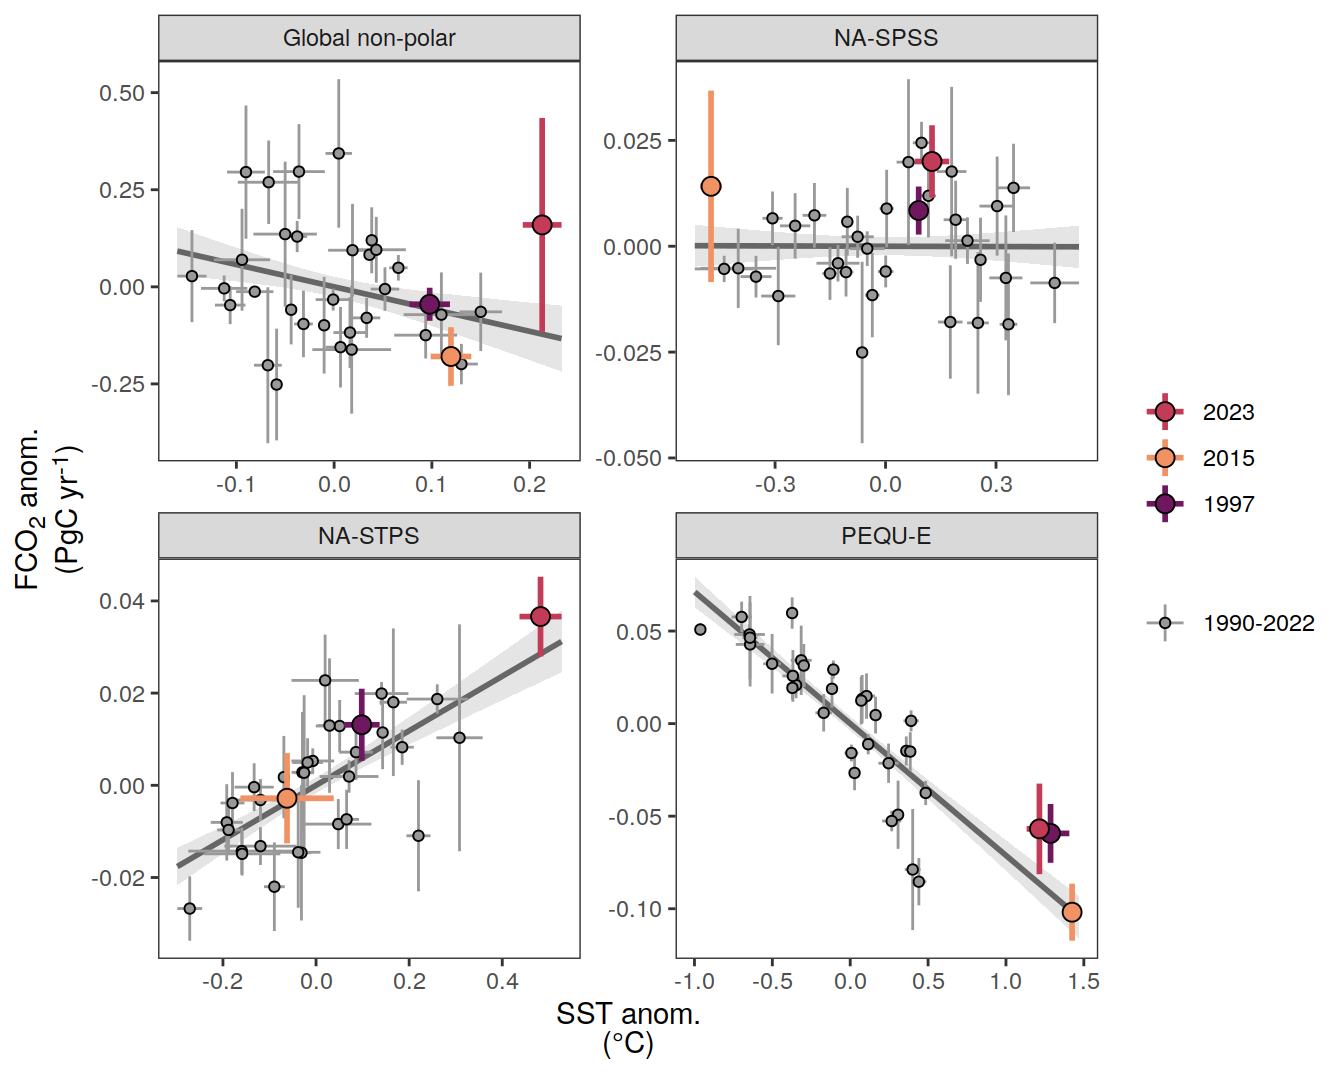 Global non-polar
NA-SPSS
0.50
0.25
0.00
-0.25
0.025
0.000
-0.025
-0.050
-0.1 0.0 0.1 0.2
-0.3 0.0 0.3
NA-STPS
PEQU-E
0.04
0.02
0.00
-0.02
0.05
0.00
-0.05
-0.10
-0.2 0.0 0.2 0.4
-1.0 -0.5 0.0 0.5 1.0 1.5
FCO₂ anom.
(PgC yr⁻¹)
SST anom.
(°C)
2023
2015
1997
1990-2022